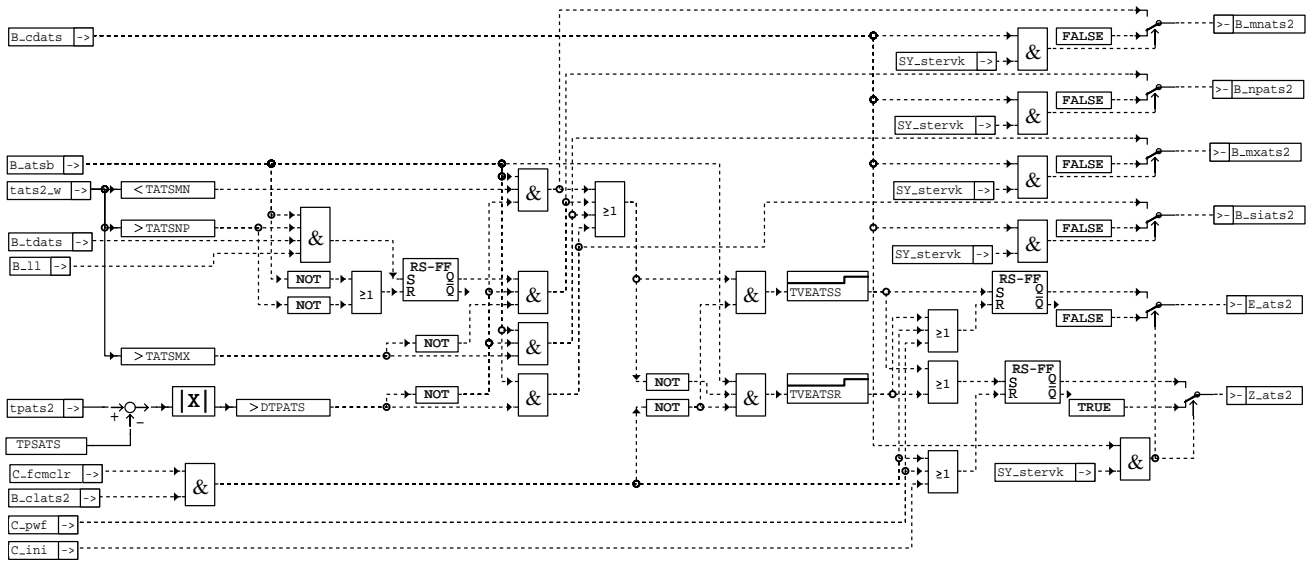 B_cdats ->
SY_stervk ->
&
FALSE
>- B_mnats2
SY_stervk ->
&
FALSE
>- B_npats2
B_atsb ->
tats2_w ->
<TATSMN
&
≥1
SY_stervk ->
&
FALSE
>- B_mxats2
>TATSNP
B_tdats ->
B_ll ->
&
SY_stervk ->
&
FALSE
>- B_siats2
NOT
NOT
≥1
RS-FF
S Q
R Q
&
&
TVEATSS
RS-FF
S Q
R Q
FALSE
>- E_ats2
≥1
>TATSMX
NOT
&
tpats2 ->
+
-
|X|
>DTPATS
NOT
&
NOT
NOT
&
TVEATSR
≥1
RS-FF
S Q
R Q
TRUE
>- Z_ats2
TPSATS
C_fcmclr ->
B_clats2 ->
&
≥1
SY_stervk ->
&
C_pwf ->
C_ini ->